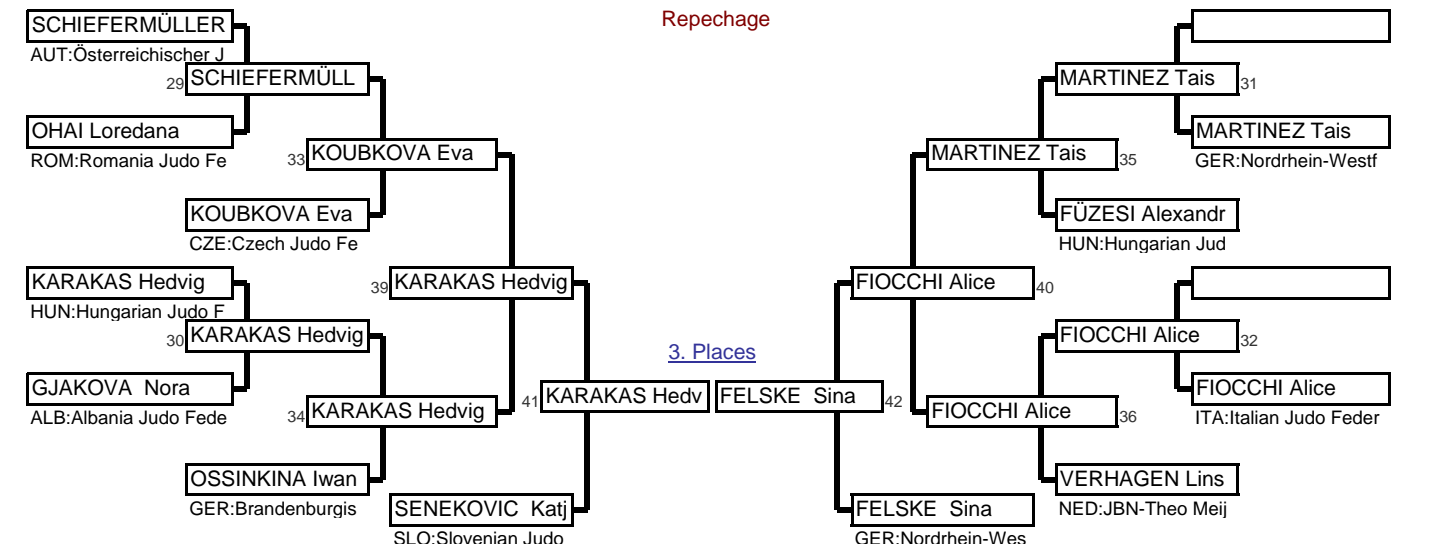 Repechage
SCHIEFERMÜLLER
AUT:Österreichischer J
29 SCHIEFERMÜLL
OHAI Loredana
ROM:Romania Judo Fe
33 KOUBKOVA Eva
KOUBKOVA Eva
CZE:Czech Judo Fe
KARAKAS Hedvig
HUN:Hungarian Judo F
30 KARAKAS Hedvig
GJAKOVA Nora
ALB:Albania Judo Fede
34 KARAKAS Hedvig
OSSINKINA Iwan
GER:Brandenburgis
39 KARAKAS Hedvig
41 KARAKAS Hedv
SENEKOVIC Katj
SLO:Slovenian Judo
3. Places
MARTINEZ Tais 31
MARTINEZ Tais
GER:Nordrhein-Westf
MARTINEZ Tais 35
FÜZESI Alexandr
HUN:Hungarian Jud
FIOCCHI Alice 40
FIOCCHI Alice 32
FIOCCHI Alice
ITA:Italian Judo Feder
FELSKE Sina 42
FIOCCHI Alice 36
VERHAGEN Lins
NED:JBN-Theo Meij
FELSKE Sina
GER:Nordrhein-Wes